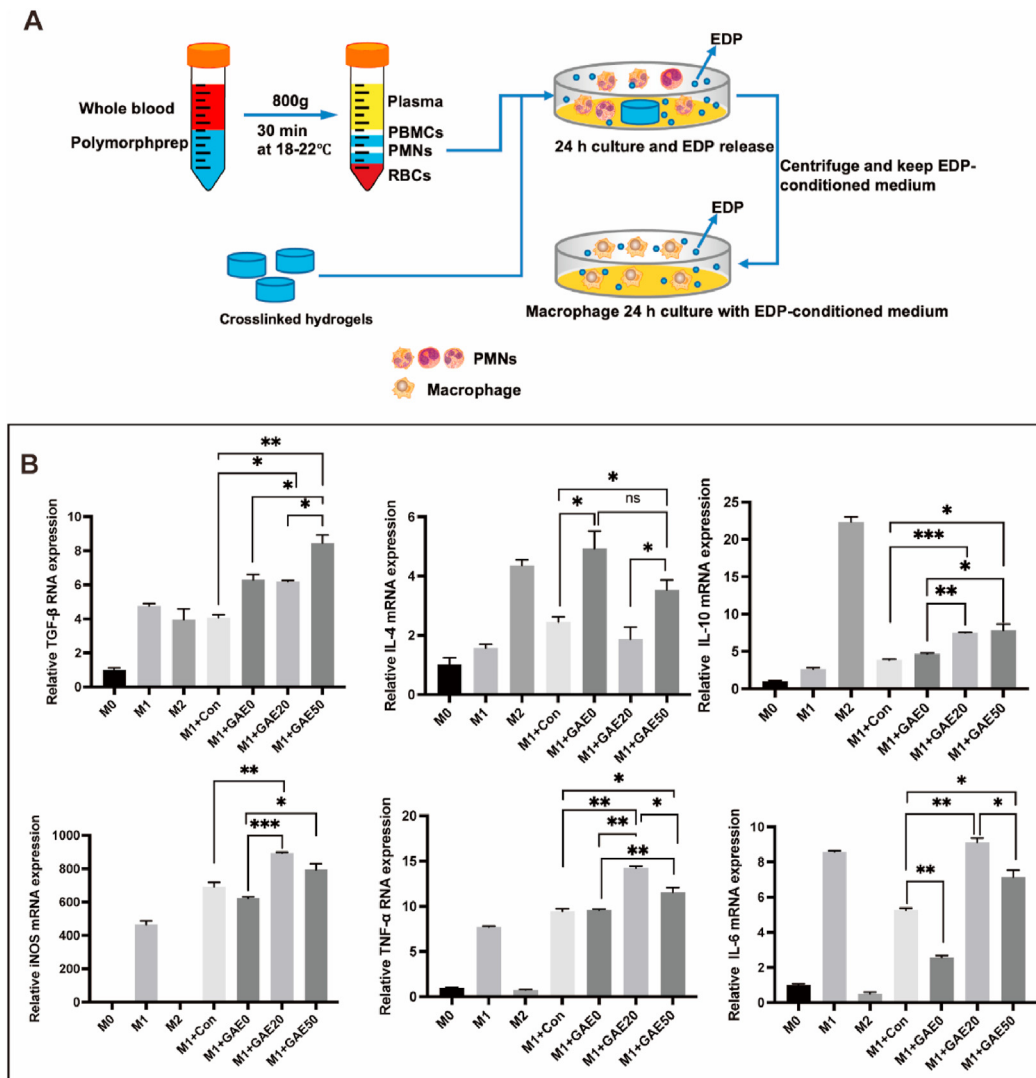 A
Whole blood
Polymorphprep
800g
30 min
at 18-22℃
Plasma
PBMCs
PMNs
RBCs
EDP
24 h culture and EDP release
Centrifuge and keep EDP-
conditioned medium
EDP
Crosslinked hydrogels
Macrophage 24 h culture with EDP-conditioned medium
PMNs
Macrophage
B
Relative TGF-β RNA expression
10
8
6
4
2
0
**
*
*
*
M0
M1
M2
M1+Con
M1+GAE0
M1+GAE20
M1+GAE50
Relative IL-4 mRNA expression
6
4
2
0
*
*
ns
*
M0
M1
M2
M1+Con
M1+GAE0
M1+GAE20
M1+GAE50
Relative IL-10 mRNA expression
25
20
15
10
5
0
*
***
*
**
M0
M1
M2
M1+Con
M1+GAE0
M1+GAE20
M1+GAE50
Relative iNOS mRNA expression
1000
800
600
400
200
0
**
*
***
M0
M1
M2
M1+Con
M1+GAE0
M1+GAE20
M1+GAE50
Relative TNF-α RNA expression
20
15
10
5
0
*
**
*
**
**
M0
M1
M2
M1+Con
M1+GAE0
M1+GAE20
M1+GAE50
Relative IL-6 mRNA expression
10
8
6
4
2
0
*
**
*
**
M0
M1
M2
M1+Con
M1+GAE0
M1+GAE20
M1+GAE50